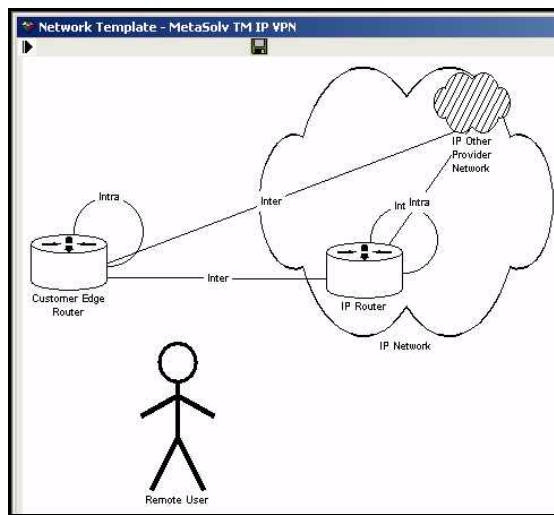 Network Template - MetaSolv TM IP VPN
IP Other
Provider
Network
Intra
Inter
Int
Intra
Customer Edge
Router
Inter
IP Router
IP Network
Remote User